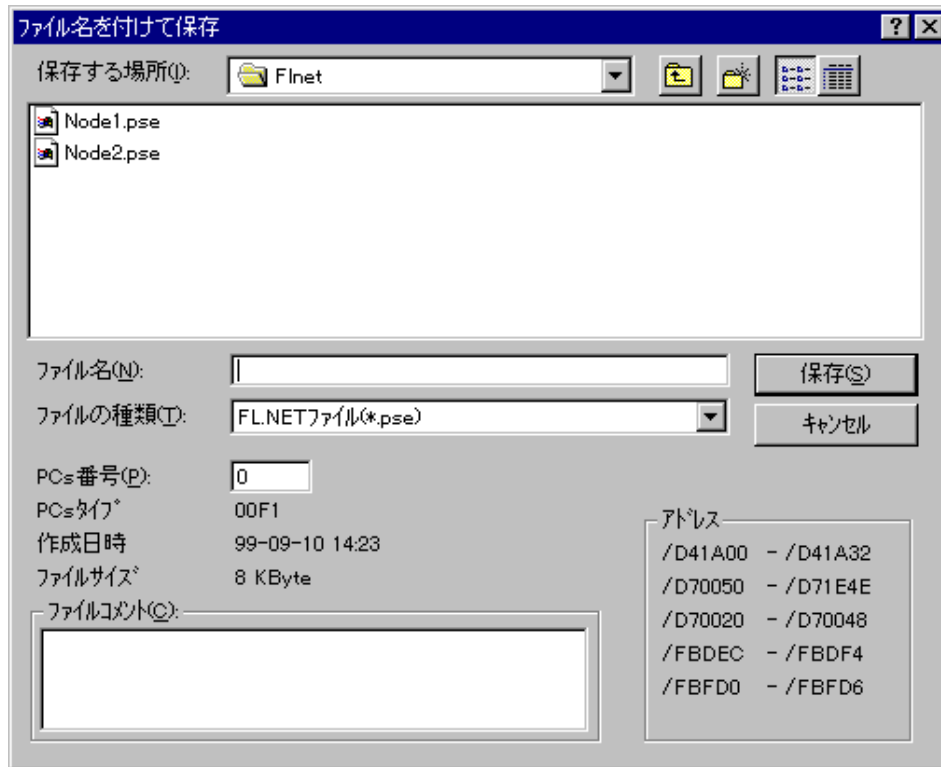 ファイル名を付けて保存
保存する場所(I): FInet
Node1.pse
Node2.pse
ファイル名(N): 保存(S)
ファイルの種類(T): FL.NETファイル(*.pse) キャンセル
PCs番号(P): 0
PCsタイプ 00F1
作成日時 99-09-10 14:23
ファイルサイズ 8 KByte
ファイルコメント(C):
アドレス
/D41A00 - /D41A32
/D70050 - /D71E4E
/D70020 - /D70048
/FBDEC - /FBDF4
/FBFD0 - /FBFD6